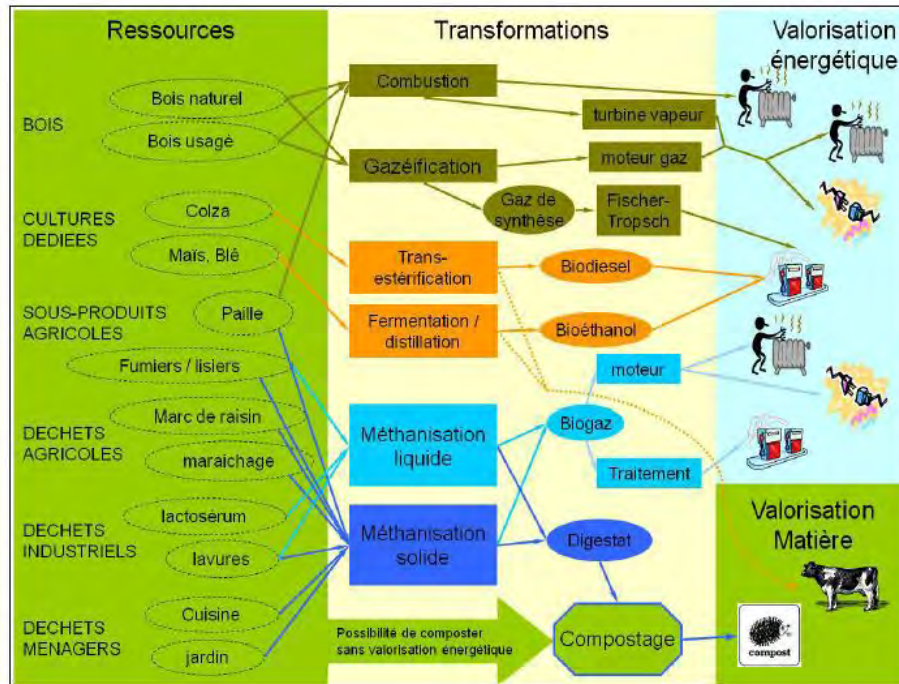 Ressources
Transformations
Valorisation
énergétique
BOIS
Bois naturel
Bois usagé
Combustion
turbine vapeur
Gazéification
moteur gaz
Gaz de
synthèse
Fischer-
Tropsch
CULTURES
DEDIEES
Colza
Maïs, Blé
Trans-
estérification
Biodiesel
Fermentation /
distillation
Bioéthanol
SOUS-PRODUITS
AGRICOLES
Paille
Fumiers / lisiers
moteur
DECHETS
AGRICOLES
Marc de raisin
maraichage
Méthanisation
liquide
Biogaz
Traitement
DECHETS
INDUSTRIELS
lactosérum
lavures
Méthanisation
solide
Digestat
Valorisation
Matière
DECHETS
MENAGERS
Cuisine
jardin
Possibilité de composter
sans valorisation énergétique
Compostage
compost